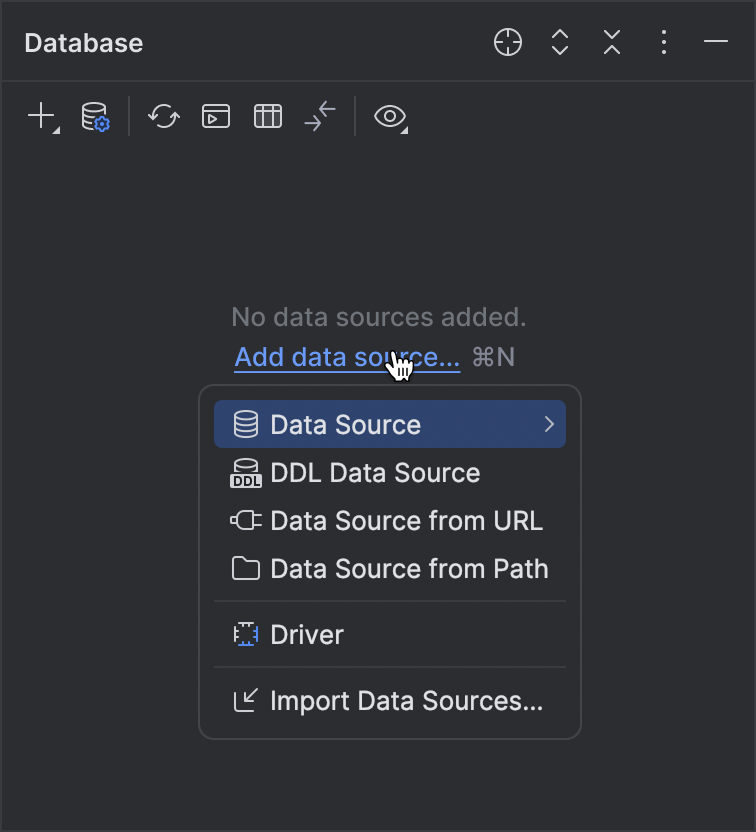 Database
No data sources added.
Add data source... ⌘N
Data Source
DDL Data Source
Data Source from URL
Data Source from Path
Driver
Import Data Sources...